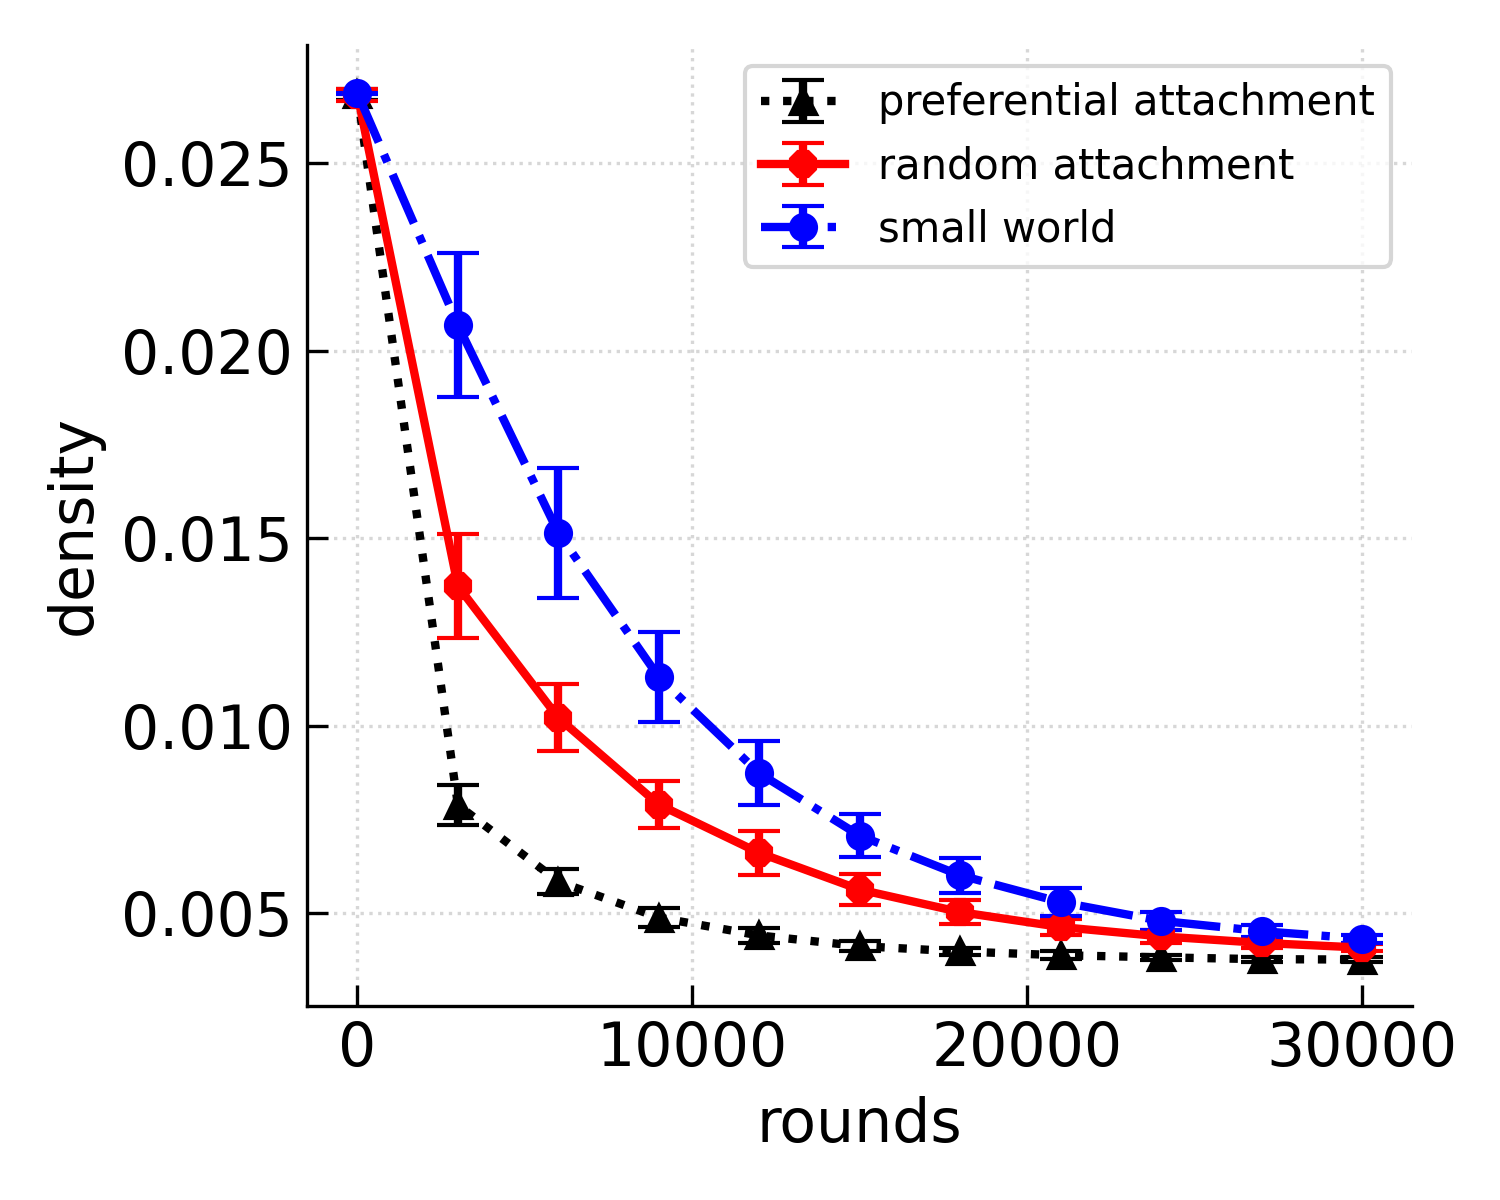 preferential attachment
random attachment
small world
0.025
0.020
0.015
0.010
0.005
density
0 10000 20000 30000
rounds